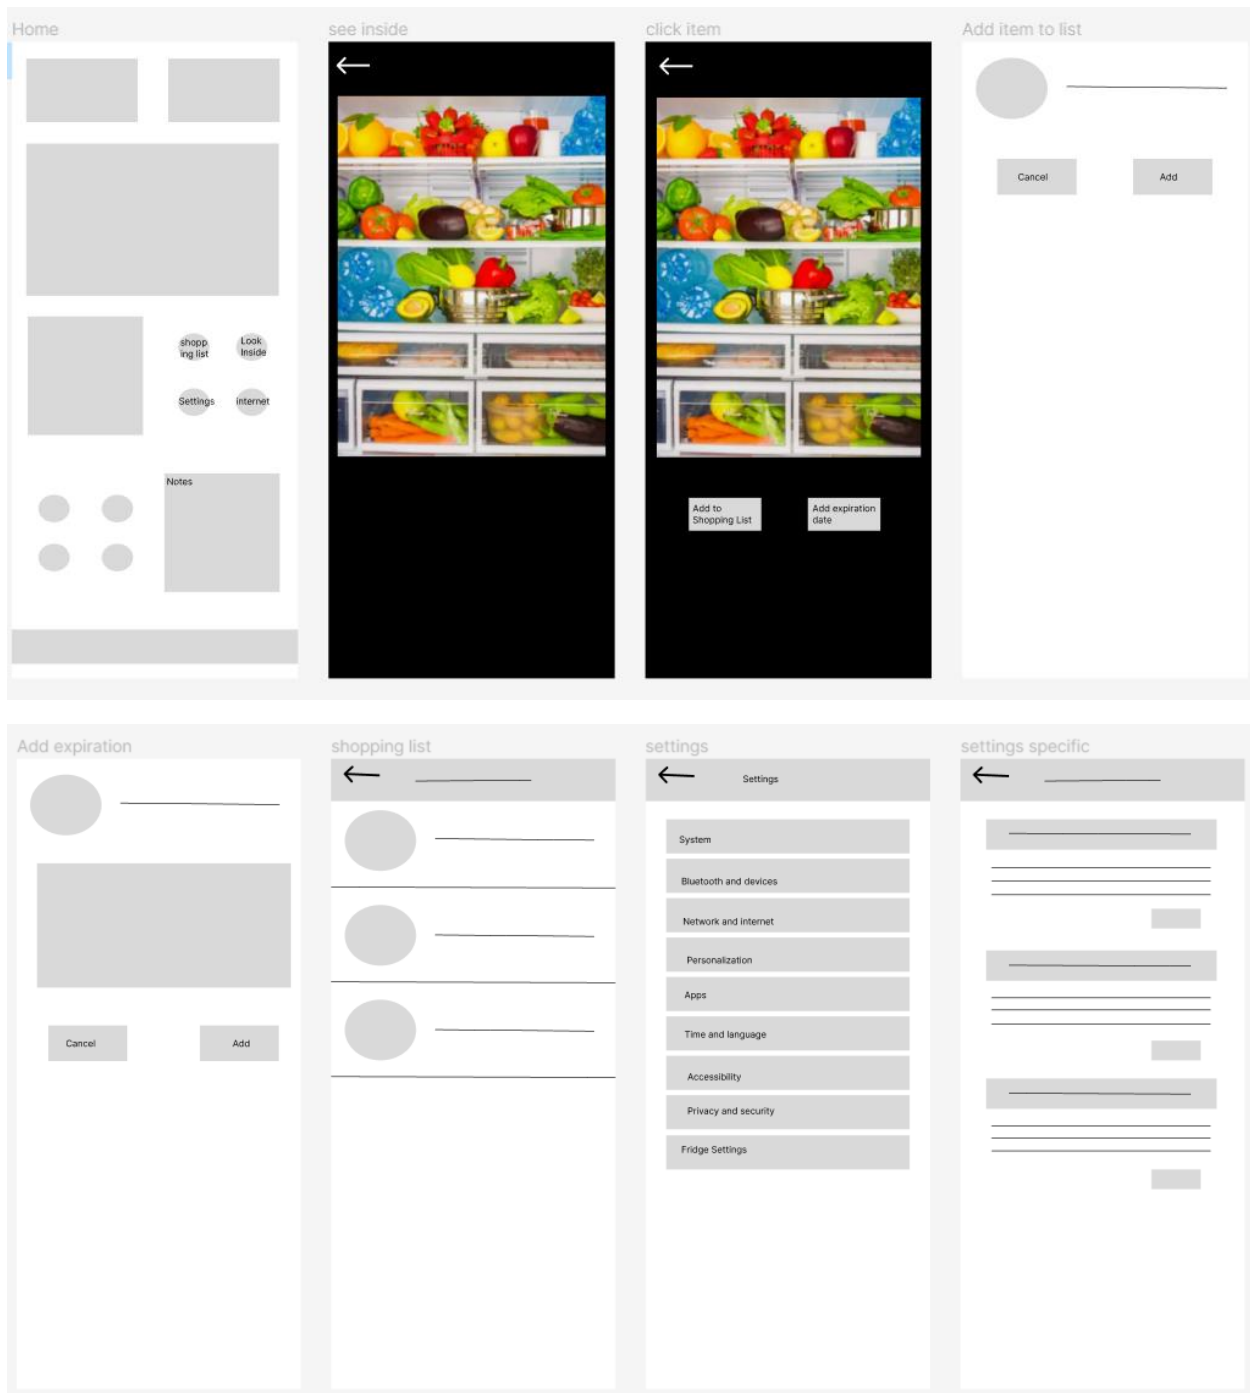 Home
see inside
click item
Add item to list
Cancel
Add
shopp
ing list
Look
Inside
Settings
internet
Notes
Add to
Shopping List
Add expiration
date
Add expiration
shopping list
settings
settings specific
Settings
System
Bluetooth and devices
Network and internet
Personalization
Apps
Time and language
Cancel
Add
Accessibility
Privacy and security
Fridge Settings